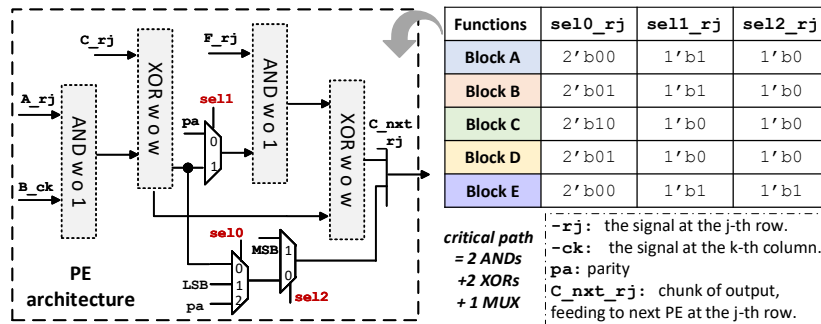 C_rj
F_rj
A_rj
B_ck
AND w o 1
XOR w o w
sel1
pa
0
1
AND w o 1
XOR w o w
C_nxt
_rj
sel0
MSB
1
0
LSB
0
1
2
pa
sel2
PE
architecture
Functions sel0_rj sel1_rj sel2_rj
Block A 2'b00 1'b1 1'b0
Block B 2'b01 1'b1 1'b0
Block C 2'b10 1'b0 1'b0
Block D 2'b01 1'b0 1'b0
Block E 2'b00 1'b1 1'b1
critical path
= 2 ANDs
+2 XORs
+ 1 MUX
-rj: the signal at the j-th row.
-ck: the signal at the k-th column.
pa: parity
C_nxt_rj: chunk of output,
feeding to next PE at the j-th row.